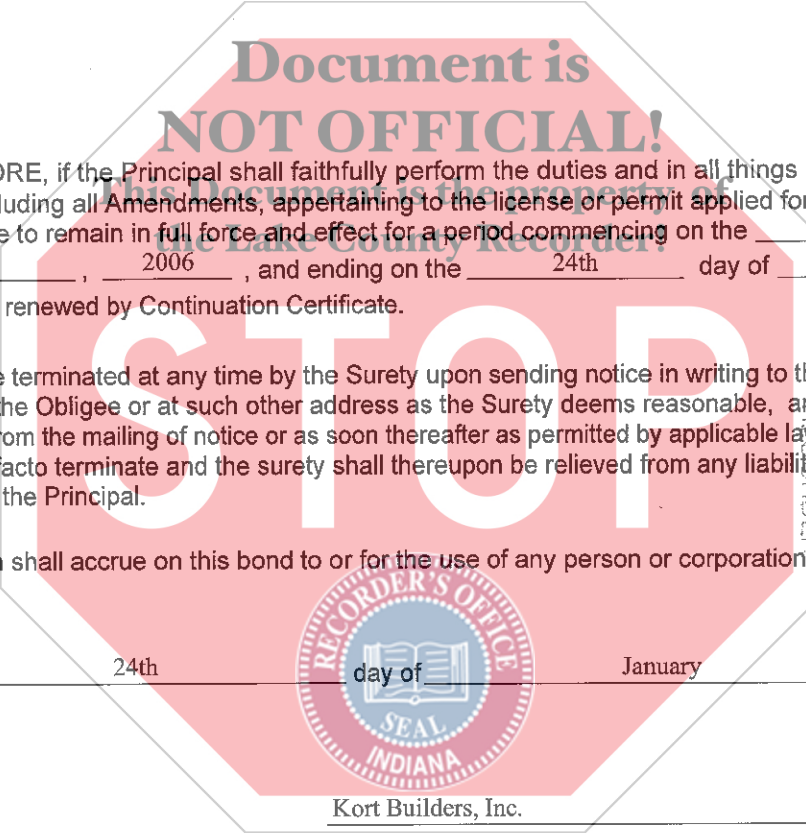 Document is
NOT OFFICIAL!
ORE, if the Principal shall faithfully perform the duties and in all things
This Document is the property of
luding all Amendments, appertaining to the license or permit applied for
the Lake County Recorder!
e to remain in full force and effect for a period commencing on the
, 2006 , and ending on the 24th day of
renewed by Continuation Certificate.
STOP
e terminated at any time by the Surety upon sending notice in writing to th
he Obligee or at such other address as the Surety deems reasonable, an
rom the mailing of notice or as soon thereafter as permitted by applicable la
facto terminate and the surety shall thereupon be relieved from any liabilit
the Principal.
n shall accrue on this bond to or for the use of any person or corporation
RECORDER'S OFFICE
24th day of January
SEAL
INDIANA
Kort Builders, Inc.